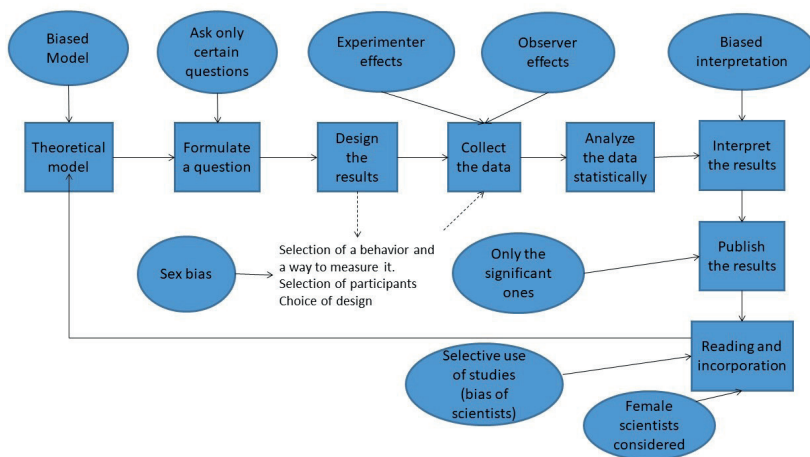 Biased
Model
Ask only
certain
questions
Experimenter
effects
Observer
effects
Biased
interpretation
Theoretical
model
Formulate
a question
Design
the
results
Collect
the data
Analyze
the data
statistically
Interpret
the results
Sex bias
Selection of a behavior and
a way to measure it.
Selection of participants
Choice of design
Only the
significant
ones
Publish
the results
Selective use
of studies
(bias of
scientists)
Reading and
incorporation
Female
scientists
considered